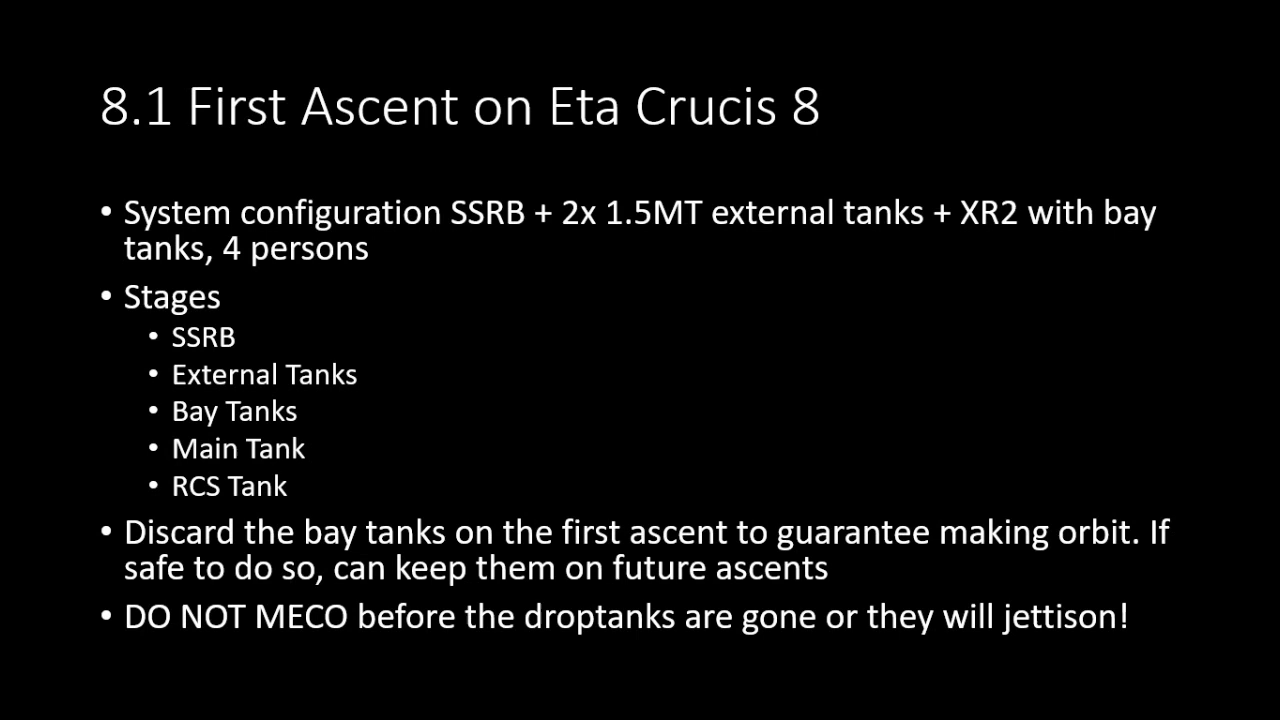 8.1 First Ascent on Eta Crucis 8
• System configuration SSRB + 2x 1.5MT external tanks + XR2 with bay
tanks, 4 persons
• Stages
• SSRB
• External Tanks
• Bay Tanks
• Main Tank
• RCS Tank
• Discard the bay tanks on the first ascent to guarantee making orbit. If
safe to do so, can keep them on future ascents
• DO NOT MECO before the droptanks are gone or they will jettison!